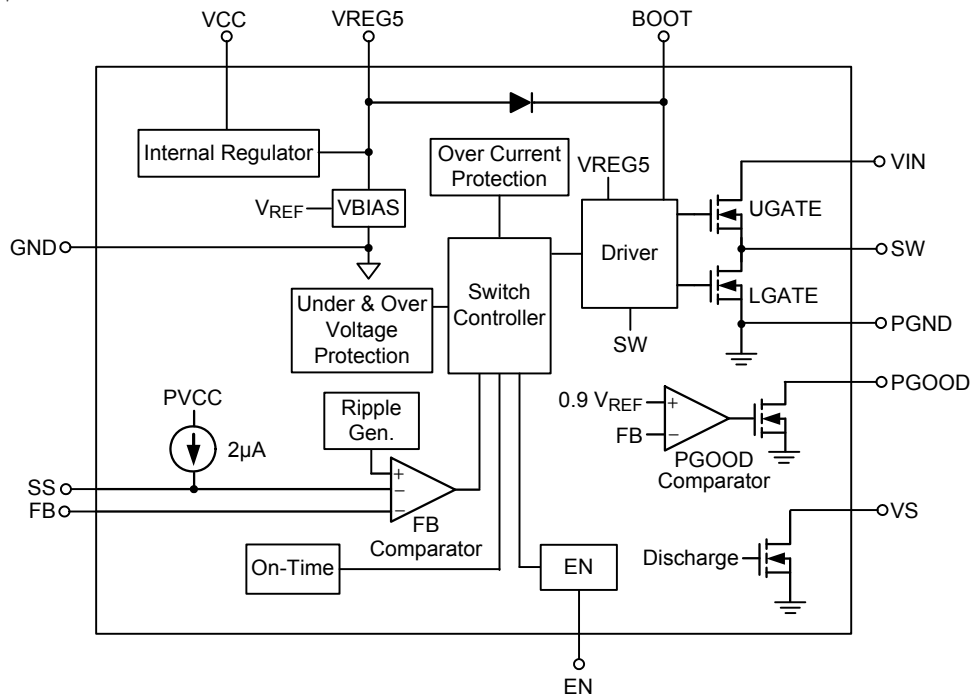 VCC
VREG5
BOOT
Internal Regulator
Over Current
Protection
VREG5
VIN
VREF
VBIAS
UGATE
GND
Driver
SW
Switch
Controller
LGATE
Under & Over
Voltage
Protection
SW
PGND
PVCC
Ripple
Gen.
0.9 VREF
+
PGOOD
2µA
FB
−
PGOOD
Comparator
+
SS
−
FB
−
FB
Comparator
VS
On-Time
EN
Discharge
EN